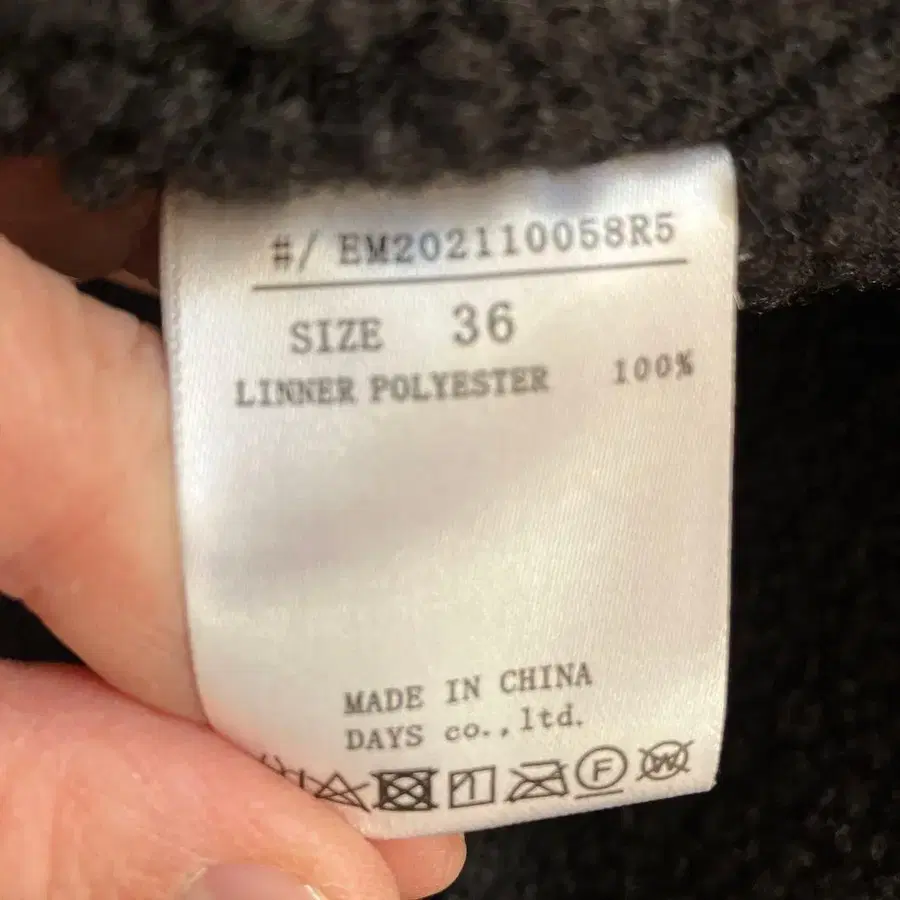 #/ EM202110058R5
SIZE 36
LINNER POLYESTER 100%
MADE IN CHINA
DAYS co.,ltd.
F W